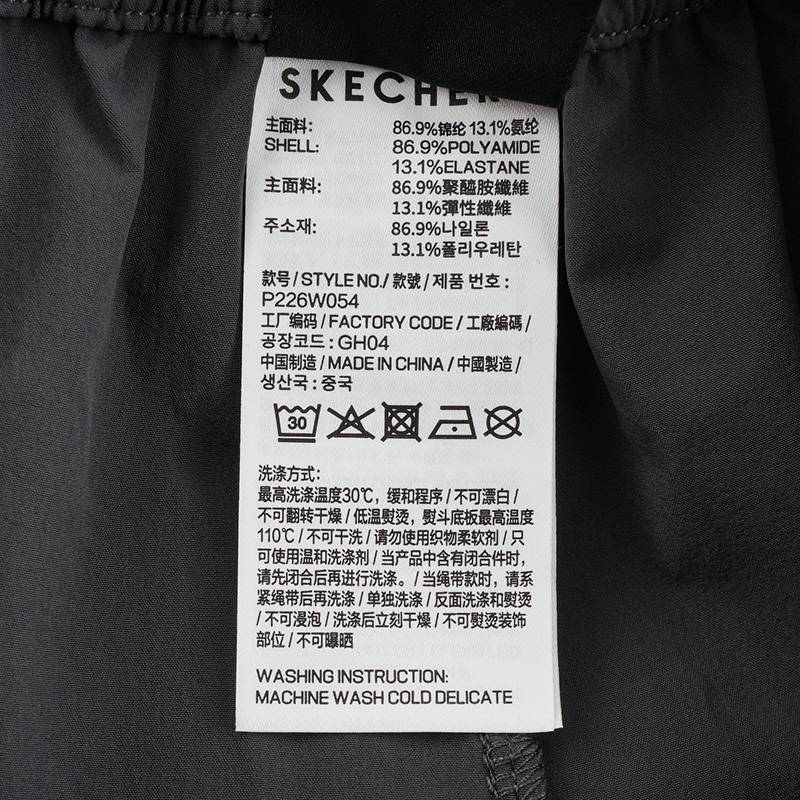 SKECHER
主面料: 86.9%锦纶 13.1%氨纶
SHELL: 86.9%POLYAMIDE
13.1%ELASTANE
主面料: 86.9%聚醯胺纖維
13.1%彈性纖維
주소재: 86.9%나일론
13.1%폴리우레탄
款号 / STYLE NO./ 款號 / 제품 번호 :
P226W054
工厂编码 / FACTORY CODE / 工廠編碼 /
공장코드 : GH04
中国制造 / MADE IN CHINA / 中國製造 /
생산국 : 중국
30
洗涤方式:
最高洗涤温度30℃, 缓和程序 / 不可漂白 /
不可翻转干燥 / 低温熨烫, 熨斗底板最高温度
110℃ / 不可干洗 / 请勿使用织物柔软剂 / 只
可使用温和洗涤剂 / 当产品中含有闭合件时,
请先闭合后再进行洗涤。/ 当绳带款时, 请系
紧绳带后再洗涤 / 单独洗涤 / 反面洗涤和熨烫
/ 不可浸泡 / 洗涤后立刻干燥 / 不可熨烫装饰
部位 / 不可曝晒
WASHING INSTRUCTION:
MACHINE WASH COLD DELICATE